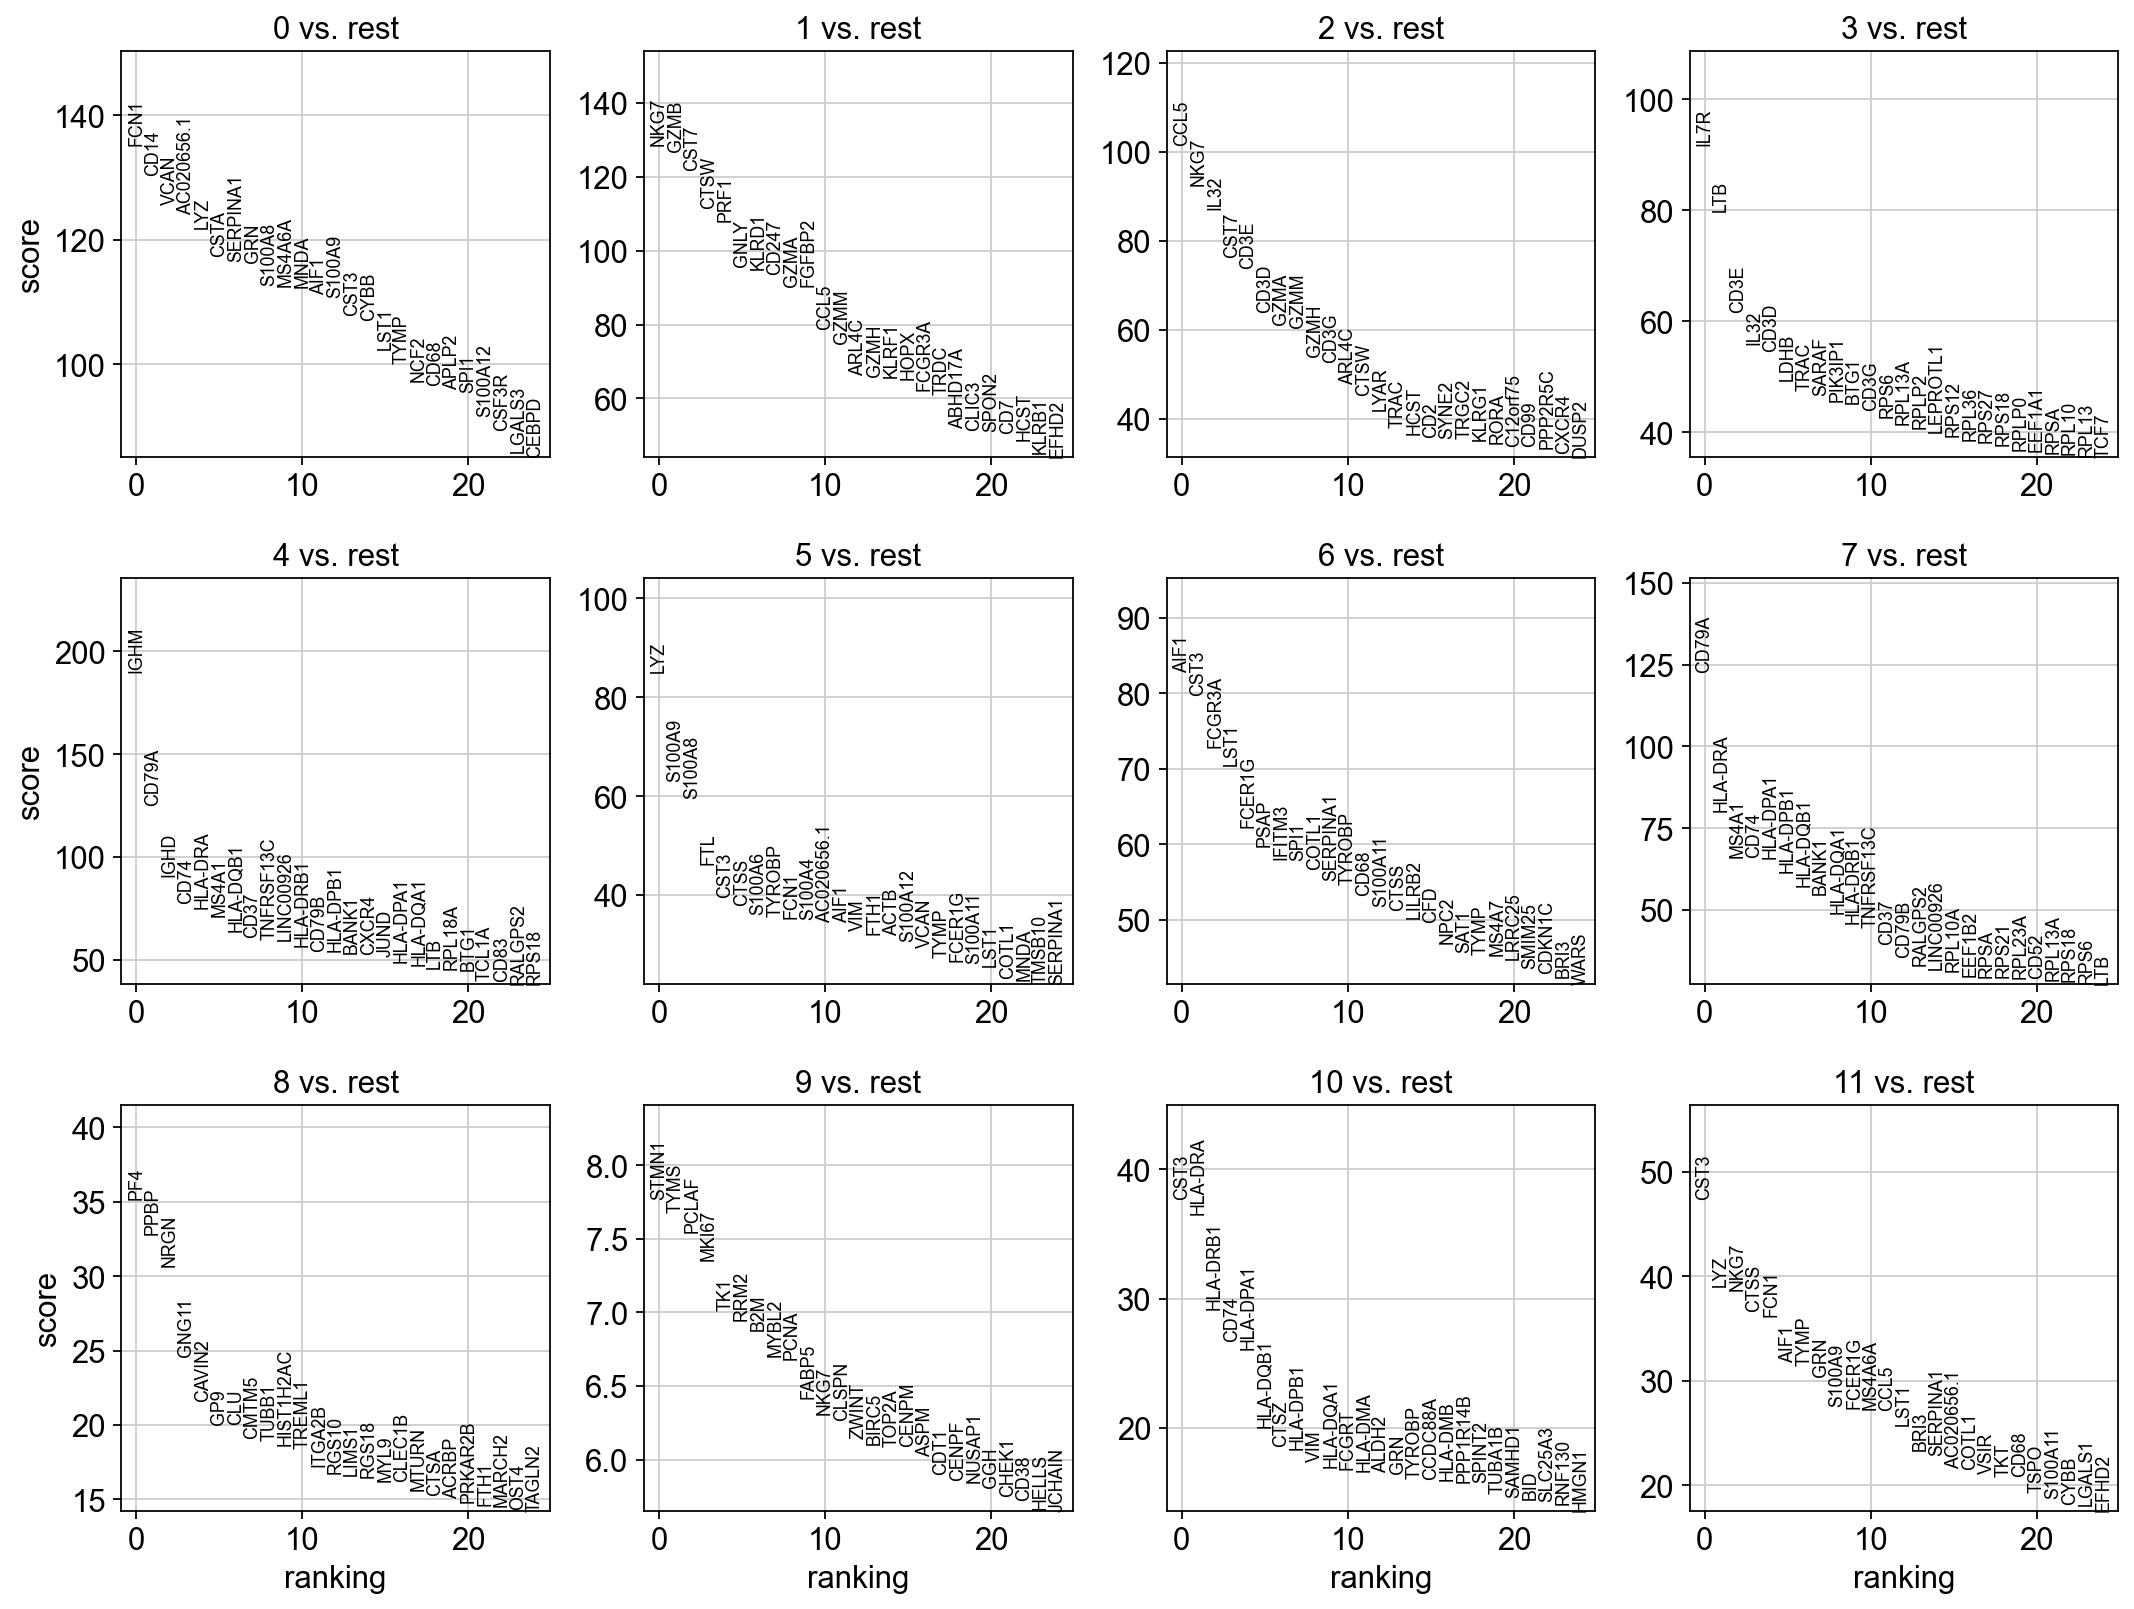 0 vs. rest
1 vs. rest
2 vs. rest
3 vs. rest
score
140
120
100
FCN1
CD14
VCAN
AC020656.1
LYZ
CSTA
SERPINA1
GRN
S100A8
MS4A6A
MNDA
AIF1
S100A9
CST3
CYBB
LST1
TYMP
NCF2
CD68
APLP2
SPI1
S100A12
CSF3R
LGALS3
CEBPD
0 10 20
140
120
100
80
60
NKG7
GZMB
CST7
CTSW
PRF1
GNLY
KLRD1
CD247
GZMA
FGFBP2
CCL5
GZMM
ARL4C
GZMH
KLRF1
HOPX
FCGR3A
TRDC
ABHD17A
CLIC3
SPON2
CD7
HCST
KLRB1
EFHD2
0 10 20
120
100
80
60
40
CCL5
NKG7
IL32
CST7
CD3E
CD3D
GZMA
GZMM
GZMH
CD3G
ARL4C
CTSW
LYAR
TRAC
HCST
CD2
SYNE2
TRGC2
KLRG1
RORA
C12orf75
CD99
PPP2R5C
CXCR4
DUSP2
0 10 20
100
80
60
40
IL7R
LTB
CD3E
IL32
CD3D
LDHB
TRAC
SARAF
PIK3IP1
BTG1
CD3G
RPS6
RPL13A
RPLP2
LEPROTL1
RPS12
RPL36
RPS27
RPS18
RPLP0
EEF1A1
RPSA
RPL10
RPL13
TCF7
0 10 20
4 vs. rest
5 vs. rest
6 vs. rest
7 vs. rest
score
200
150
100
50
IGHM
CD79A
IGHD
CD74
HLA-DRA
MS4A1
HLA-DQB1
CD37
TNFRSF13C
LINC00926
HLA-DRB1
CD79B
HLA-DPB1
BANK1
CXCR4
JUND
HLA-DPA1
HLA-DQA1
LTB
RPL18A
BTG1
TCL1A
CD83
RALGPS2
RPS18
0 10 20
100
80
60
40
LYZ
S100A9
S100A8
FTL
CST3
CTSS
S100A6
TYROBP
FCN1
S100A4
AC020656.1
AIF1
VIM
FTH1
ACTB
S100A12
VCAN
TYMP
FCER1G
S100A11
LST1
COTL1
MNDA
TMSB10
SERPINA1
0 10 20
90
80
70
60
50
AIF1
CST3
FCGR3A
LST1
FCER1G
PSAP
IFITM3
SPI1
COTL1
SERPINA1
TYROBP
CD68
S100A11
CTSS
LILRB2
CFD
NPC2
SAT1
TYMP
MS4A7
LRRC25
SMIM25
CDKN1C
BRI3
WARS
0 10 20
150
125
100
75
50
CD79A
HLA-DRA
MS4A1
CD74
HLA-DPA1
HLA-DPB1
HLA-DQB1
BANK1
HLA-DQA1
HLA-DRB1
TNFRSF13C
CD37
CD79B
RALGPS2
LINC00926
RPL10A
EEF1B2
RPSA
RPS21
RPL23A
CD52
RPL13A
RPS18
RPS6
LTB
0 10 20
8 vs. rest
9 vs. rest
10 vs. rest
11 vs. rest
score
40
35
30
25
20
15
PF4
PPBP
NRGN
GNG11
CAVIN2
GP9
CLU
CMTM5
TUBB1
HIST1H2AC
TREML1
ITGA2B
RGS10
LIMS1
RGS18
MYL9
CLEC1B
MTURN
CTSA
ACRBP
PRKAR2B
FTH1
MARCH2
OST4
TAGLN2
0 10 20
ranking
8.0
7.5
7.0
6.5
6.0
STMN1
TYMS
PCLAF
MKI67
TK1
RRM2
B2M
MYBL2
PCNA
FABP5
NKG7
CLSPN
ZWINT
BIRC5
TOP2A
CENPM
ASPM
CDT1
CENPF
NUSAP1
GGH
CHEK1
CD38
HELLS
JCHAIN
0 10 20
ranking
40
30
20
CST3
HLA-DRA
HLA-DRB1
CD74
HLA-DPA1
HLA-DQB1
CTSZ
HLA-DPB1
VIM
HLA-DQA1
FCGRT
HLA-DMA
ALDH2
GRN
TYROBP
CCDC88A
HLA-DMB
PPP1R14B
SPINT2
TUBA1B
SAMHD1
BID
SLC25A3
RNF130
HMGN1
0 10 20
ranking
50
40
30
20
CST3
LYZ
NKG7
CTSS
FCN1
AIF1
TYMP
GRN
S100A9
FCER1G
MS4A6A
CCL5
LST1
BRI3
SERPINA1
AC020656.1
COTL1
VSIR
TKT
CD68
TSPO
S100A11
CYBB
LGALS1
EFHD2
0 10 20
ranking